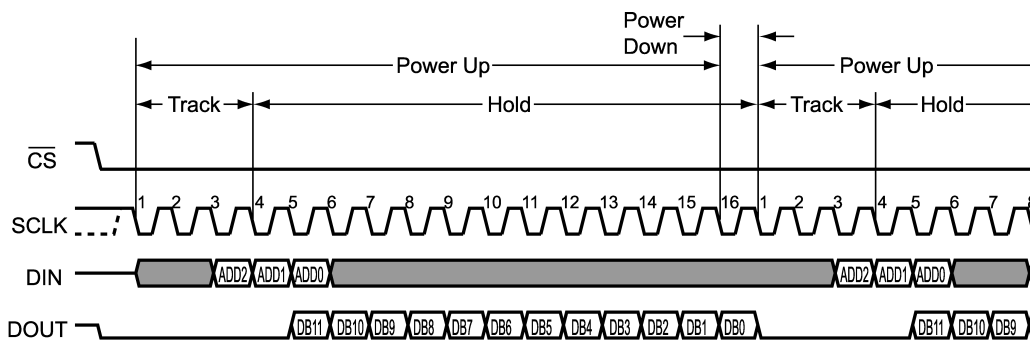 Power Down
Power Up
Power Up
Track
Hold
Track
Hold
CS
SCLK
1 2 3 4 5 6 7 8 9 10 11 12 13 14 15 16 1 2 3 4 5 6 7 8
DIN
ADD2 ADD1 ADD0 ADD2 ADD1 ADD0
DOUT
DB11 DB10 DB9 DB8 DB7 DB6 DB5 DB4 DB3 DB2 DB1 DB0 DB11 DB10 DB9